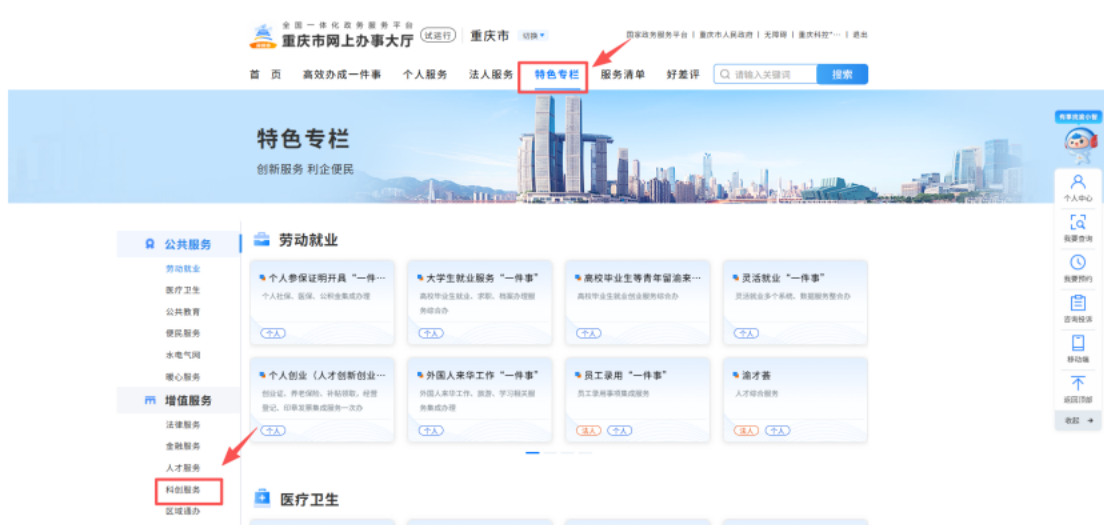 全国一体化政务服务平台
重庆市网上办事大厅 试运行 重庆市 切换
国家政务服务平台 | 重庆市人民政府 | 无障碍 | 重庆科控*… | 退出
首 页 高效办成一件事 个人服务 法人服务 特色专栏 服务清单 好差评 请输入关键词 搜索
特色专栏
创新服务 利企便民
个人中心
我要查询
我要预约
咨询投诉
移动端
返回顶部
收起
公共服务
劳动就业
医疗卫生
公共教育
便民服务
水电气网
暖心服务
增值服务
法律服务
金融服务
人才服务
科创服务
区域通办
劳动就业
个人参保证明开具“一件…
个人社保、医保、公积金集成办理
个人
大学生就业服务“一件事”
高校毕业生就业、求职、档案办理服
务综合办
个人
高校毕业生等青年留渝来…
高校毕业生就业创业服务综合办
个人
灵活就业“一件事”
灵活就业多个系统、数据服务整合办
个人
个人创业（人才创新创业…
创业证、养老保险、补贴领取、经营
登记、印章发票集成服务一次办
个人
外国人来华工作“一件事”
外国人来华工作、旅游、学习相关服
务集成办理
个人
员工录用“一件事”
员工录用事项集成服务
法人 个人
渝才荟
人才综合服务
法人 个人
医疗卫生